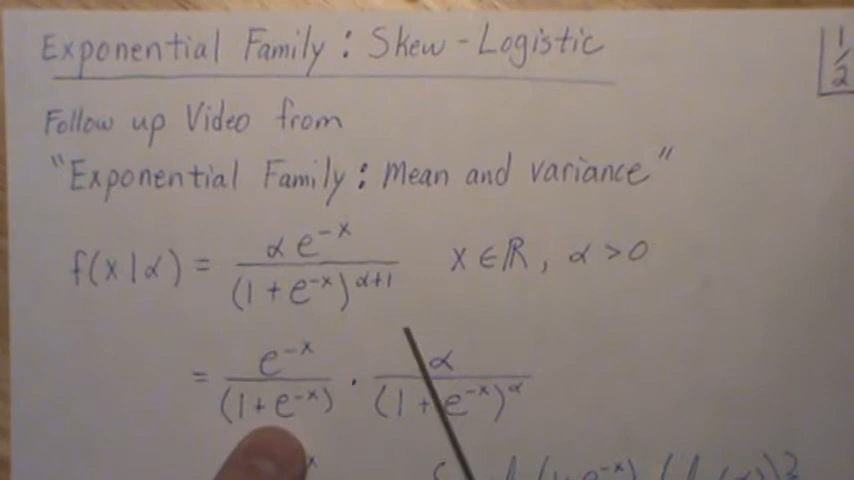 Exponential Family : Skew - Logistic
1/2
Follow up Video from
"Exponential Family : Mean and variance"
f(x|α) = αe^{-x} / (1+e^{-x})^{α+1} x∈ℝ, α>0
= e^{-x} / (1+e^{-x}) · α / (1+e^{-x})^α